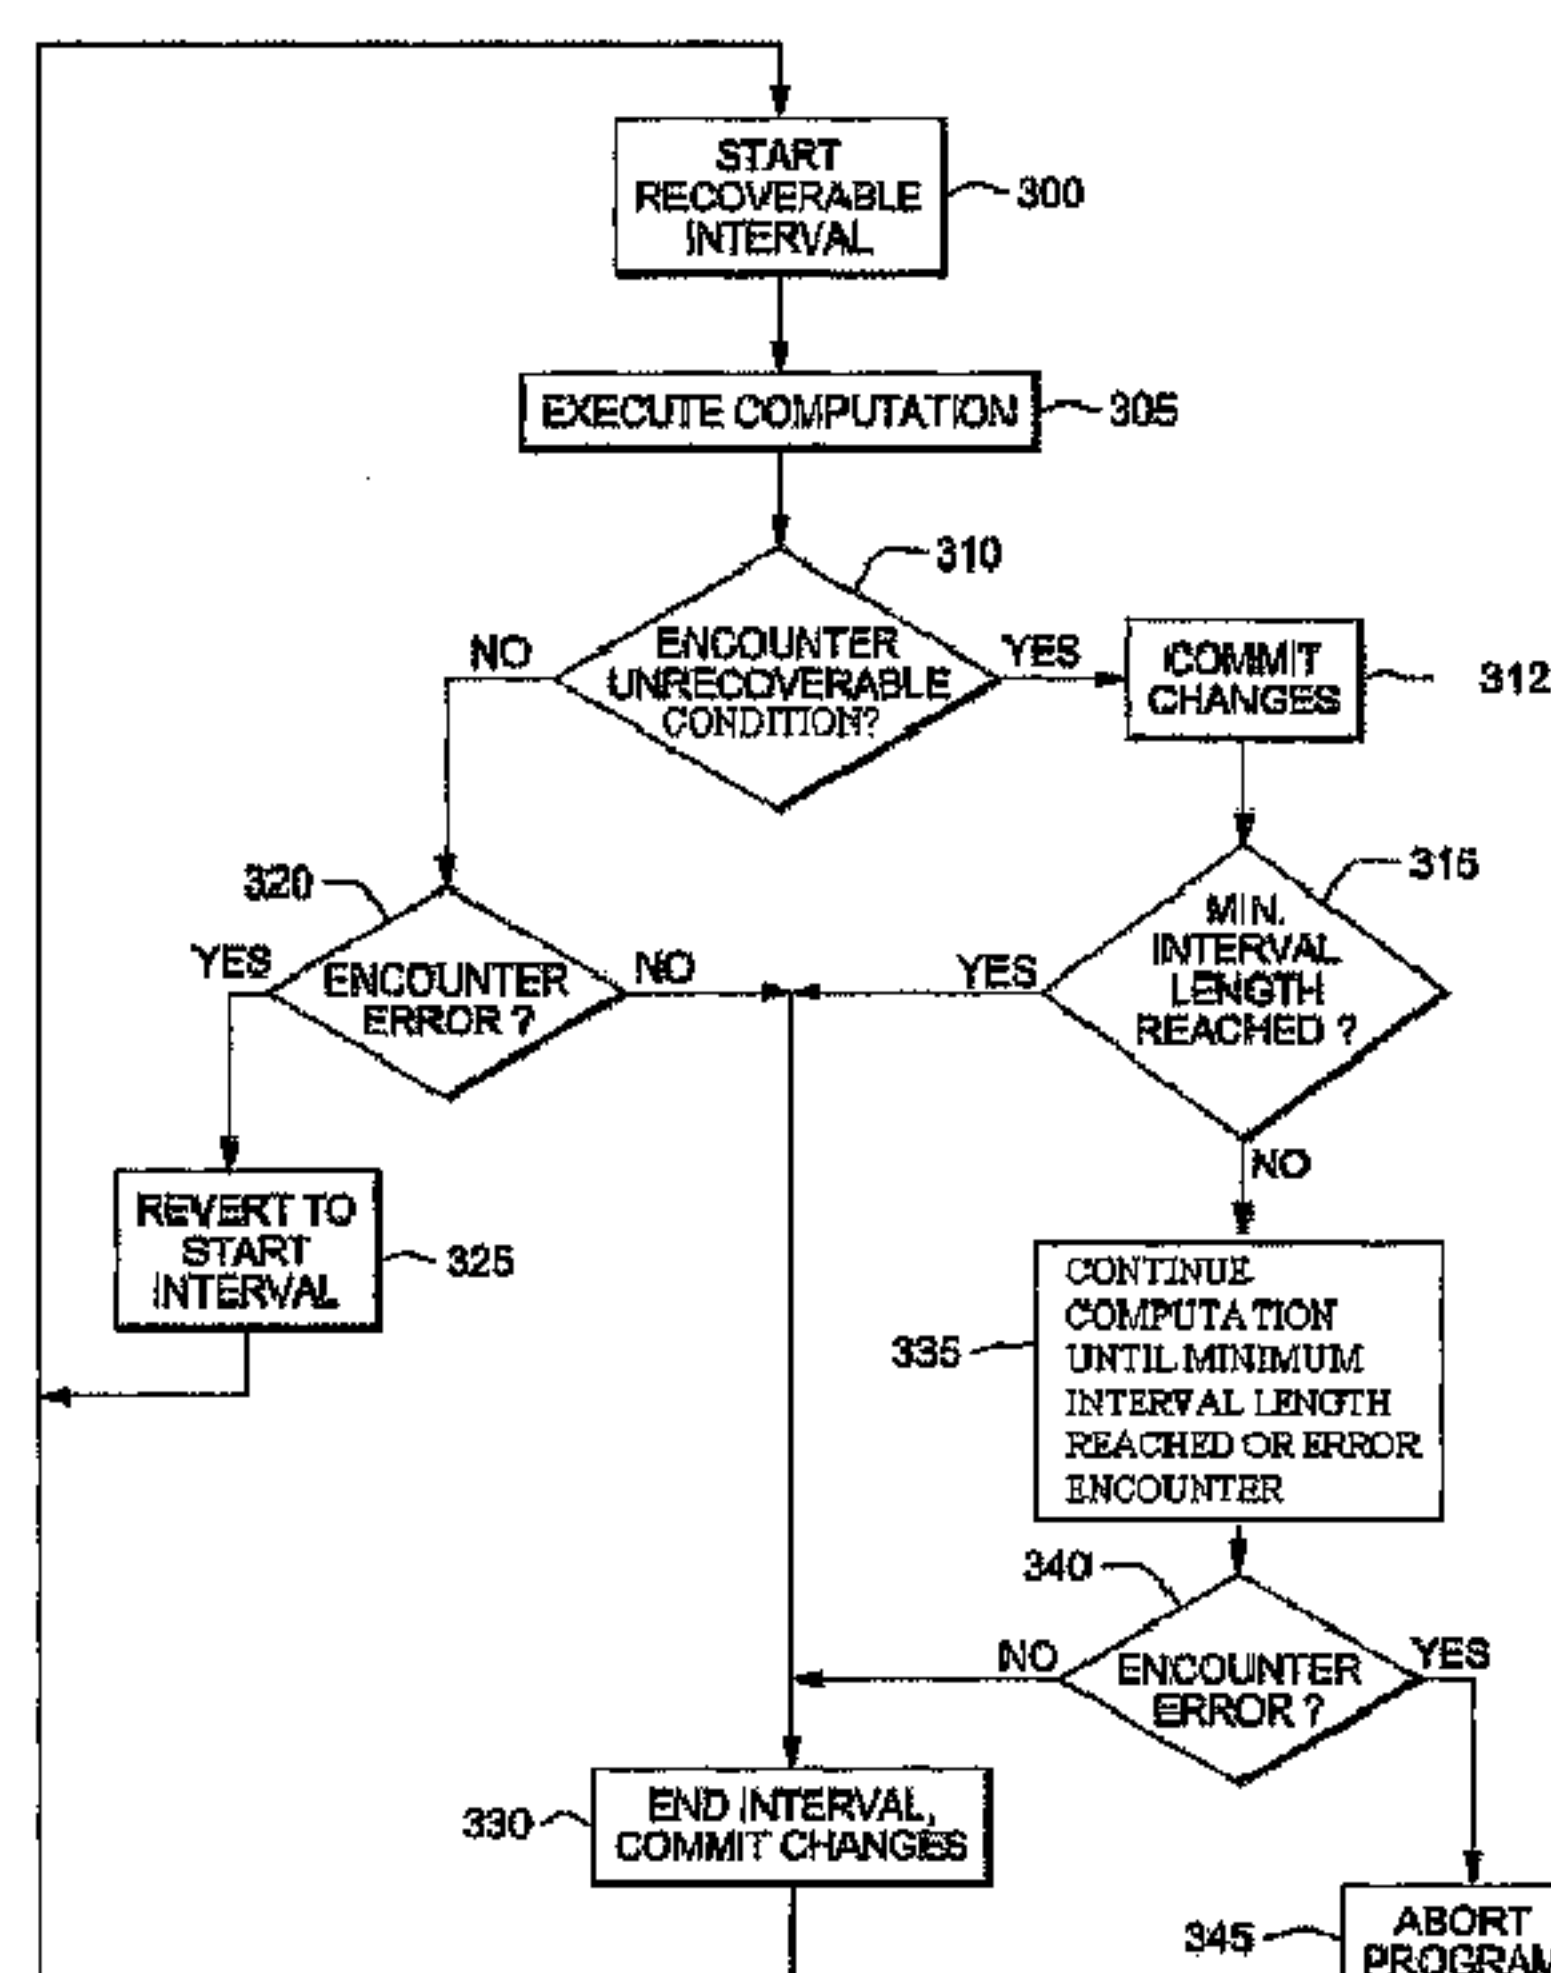 START
RECOVERABLE
INTERVAL
300
EXECUTE COMPUTATION
305
310
ENCOUNTER
UNRECOVERABLE
CONDITION?
NO
YES
COMMIT
CHANGES
312
320
YES
ENCOUNTER
ERROR ?
NO
315
MIN.
INTERVAL
LENGTH
REACHED ?
YES
NO
REVERT TO
START
INTERVAL
325
335
CONTINUE
COMPUTATION
UNTIL MINIMUM
INTERVAL LENGTH
REACHED OR ERROR
ENCOUNTER
340
NO
ENCOUNTER
ERROR ?
YES
330
END INTERVAL,
COMMIT CHANGES
345
ABORT
PROGRAM